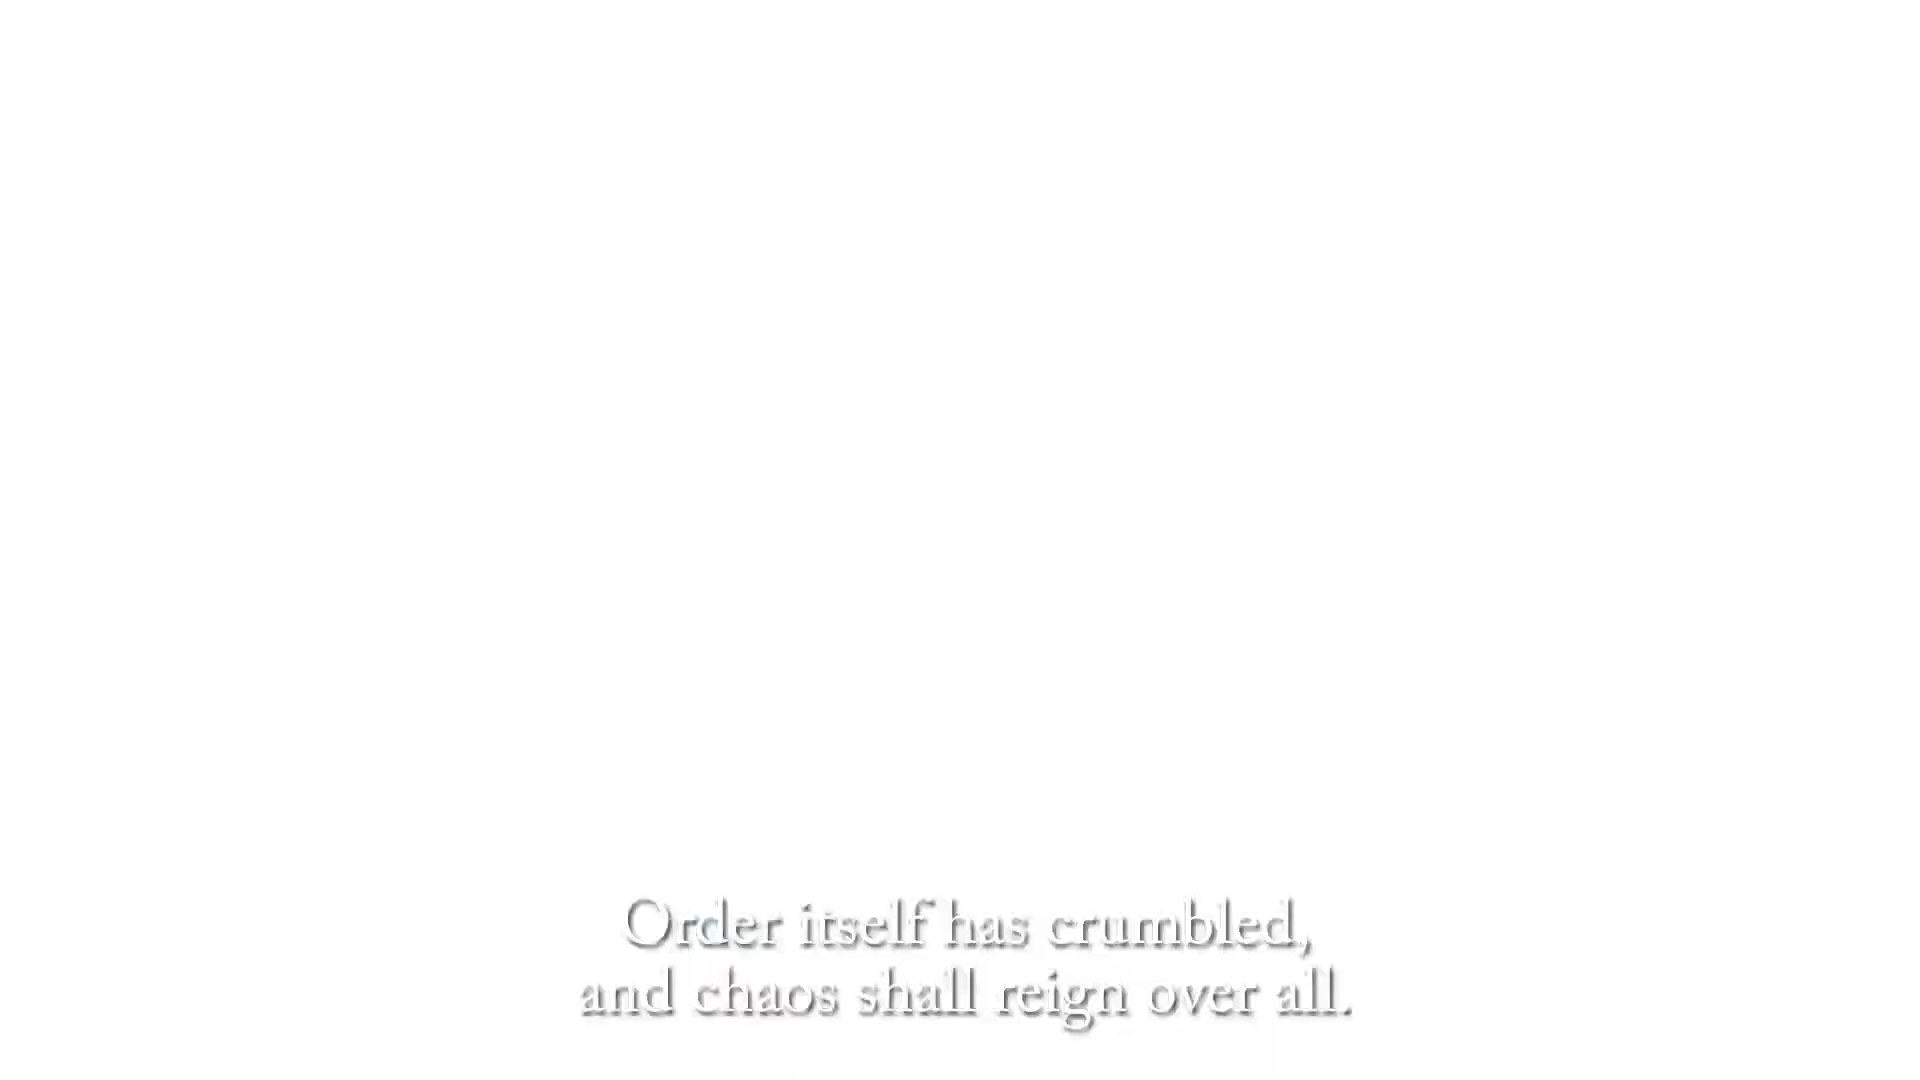 Order itself has crumbled,
and chaos shall reign over all.